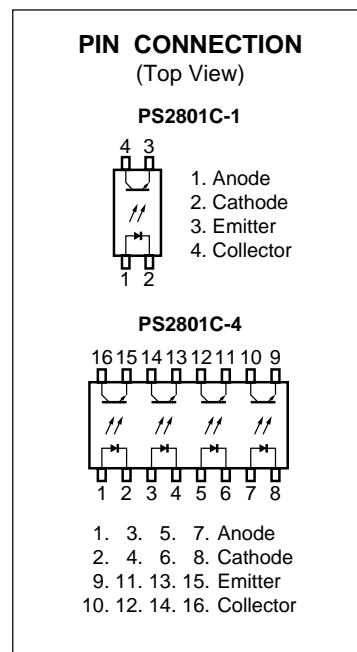 PIN CONNECTION
(Top View)
PS2801C-1
4 3
1. Anode
2. Cathode
3. Emitter
4. Collector
1 2
PS2801C-4
16 15 14 13 12 11 10 9
1 2 3 4 5 6 7 8
1. 3. 5. 7. Anode
2. 4. 6. 8. Cathode
9. 11. 13. 15. Emitter
10. 12. 14. 16. Collector